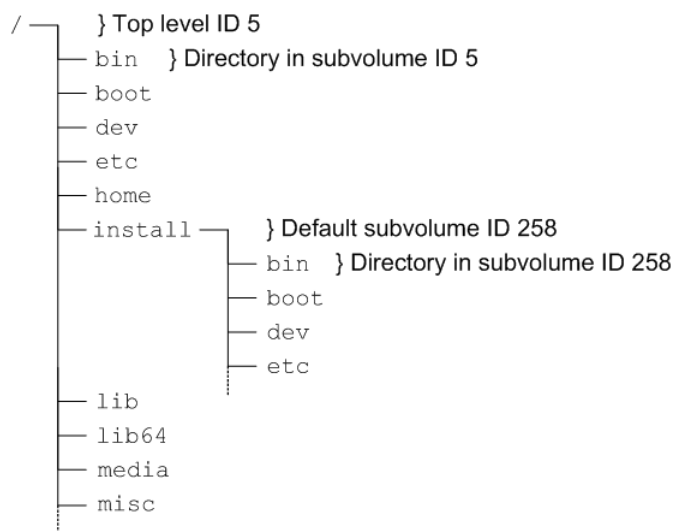 / } Top level ID 5
bin } Directory in subvolume ID 5
boot
dev
etc
home
install } Default subvolume ID 258
bin } Directory in subvolume ID 258
boot
dev
etc
lib
lib64
media
misc